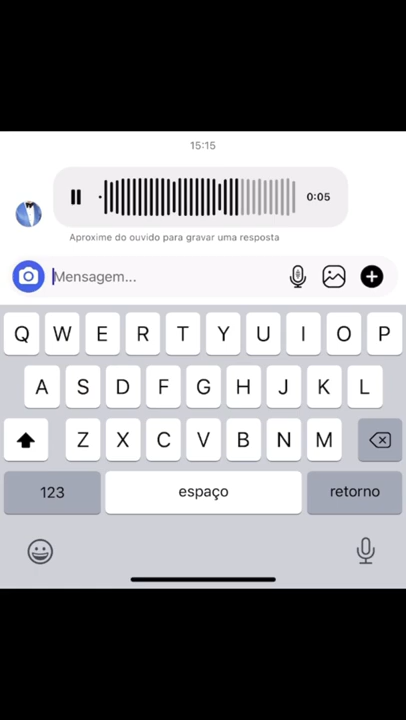 15:15
0:05
Aproxime do ouvido para gravar uma resposta
Mensagem...
Q W E R T Y U I O P
A S D F G H J K L
Z X C V B N M
123 espaço retorno